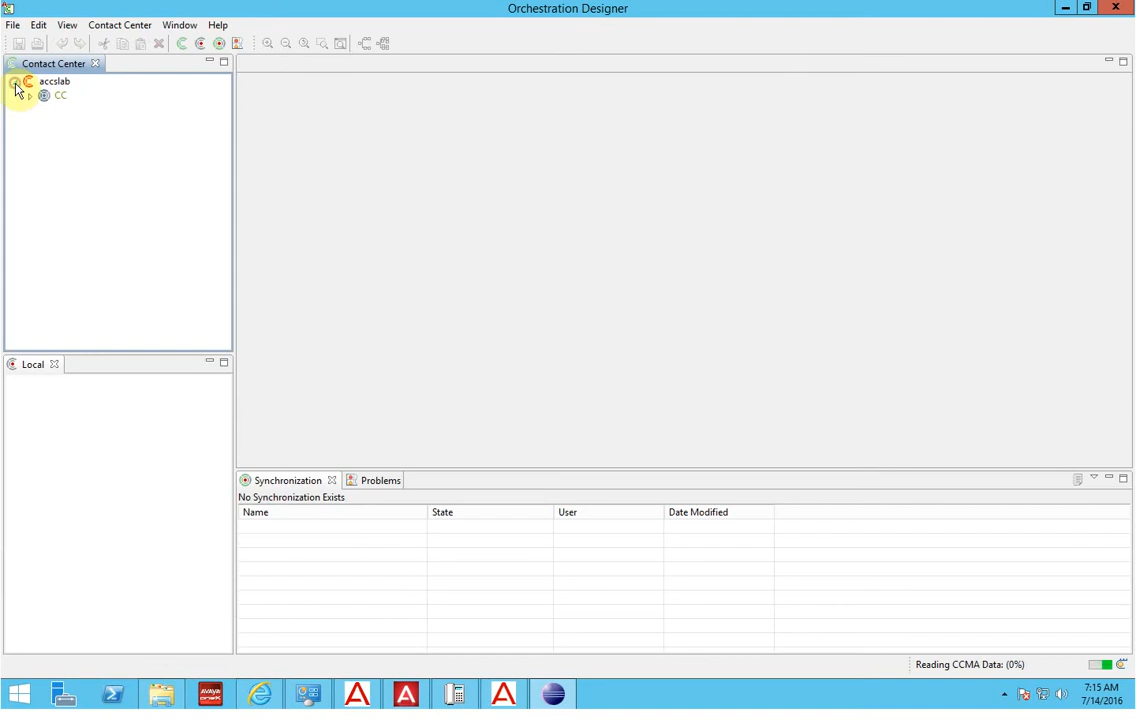 Orchestration Designer
File Edit View Contact Center Window Help
Contact Center
accslab
CC
Local
Synchronization Problems
No Synchronization Exists
Name State User Date Modified
Reading CCMA Data: (0%)
AVAYA
7:15 AM
7/14/2016